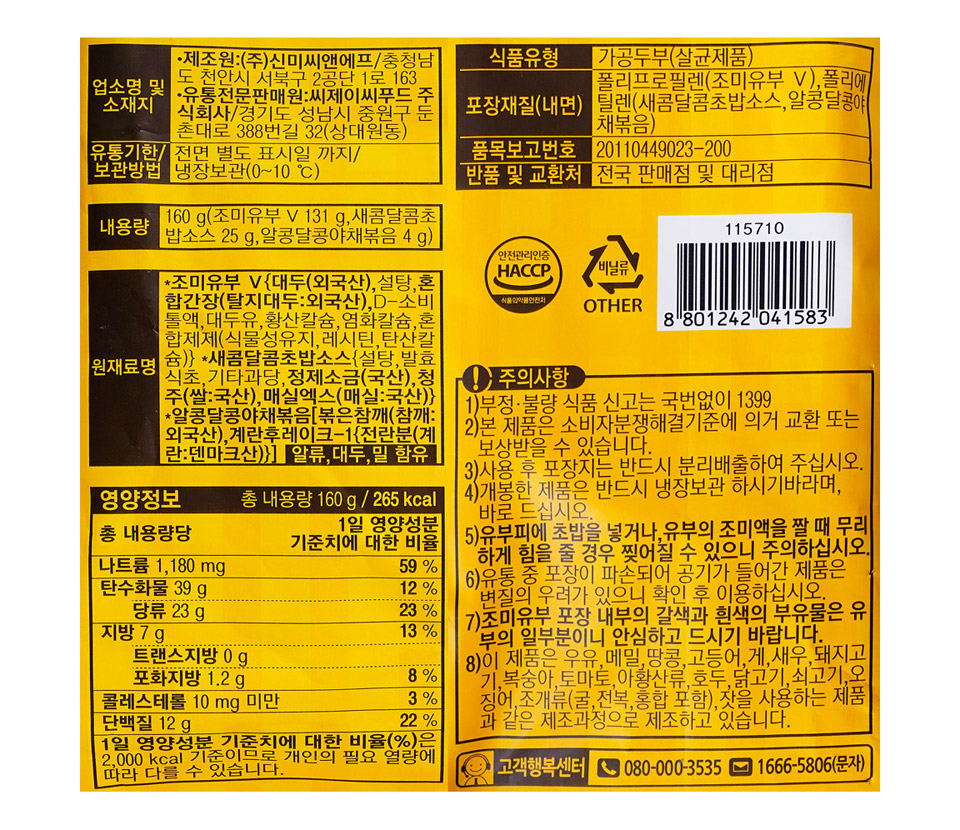 업소명 및
소재지
•제조원:(주)신미씨앤에프/충청남
도 천안시 서북구 2공단 1로 163
•유통전문판매원:씨제이씨푸드 주
식회사/경기도 성남시 중원구 둔
촌대로 388번길 32(상대원동)
유통기한/
보관방법
전면 별도 표시일 까지/
냉장보관(0~10 ℃)
내용량
160 g(조미유부 V 131 g,새콤달콤초
밥소스 25 g,알콩달콩야채볶음 4 g)
원재료명
*조미유부 V{대두(외국산),설탕,혼
합간장(탈지대두:외국산),D-소비
톨액,대두유,황산칼슘,염화칼슘,혼
합제제(식물성유지,레시틴,탄산칼
슘)} *새콤달콤초밥소스{설탕,발효
식초,기타과당,정제소금(국산),청
주(쌀:국산),매실엑스(매실:국산)}
*알콩달콩야채볶음[볶은참깨(참깨:
외국산),계란후레이크-1{전란분(계
란:덴마크산)}] 알류,대두,밀 함유
영양정보 총 내용량 160 g / 265 kcal
총 내용량당
1일 영양성분
기준치에 대한 비율
나트륨 1,180 mg 59 %
탄수화물 39 g 12 %
당류 23 g 23 %
지방 7 g 13 %
트랜스지방 0 g
포화지방 1.2 g 8 %
콜레스테롤 10 mg 미만 3 %
단백질 12 g 22 %
1일 영양성분 기준치에 대한 비율(%)은
2,000 kcal 기준이므로 개인의 필요 열량에
따라 다를 수 있습니다.
식품유형 가공두부(살균제품)
포장재질(내면)
폴리프로필렌(조미유부 V),폴리에
틸렌(새콤달콤초밥소스,알콩달콩야
채볶음)
품목보고번호 20110449023-200
반품 및 교환처 전국 판매점 및 대리점
안전관리인증
HACCP
식품의약품안전처
비닐류
OTHER
115710
8 801242 041583
! 주의사항
1)부정·불량 식품 신고는 국번없이 1399
2)본 제품은 소비자분쟁해결기준에 의거 교환 또는
보상받을 수 있습니다.
3)사용 후 포장지는 반드시 분리배출하여 주십시오.
4)개봉한 제품은 반드시 냉장보관 하시기바라며,
바로 드십시오.
5)유부피에 초밥을 넣거나,유부의 조미액을 짤 때 무리
하게 힘을 줄 경우 찢어질 수 있으니 주의하십시오.
6)유통 중 포장이 파손되어 공기가 들어간 제품은
변질의 우려가 있으니 확인 후 이용하십시오.
7)조미유부 포장 내부의 갈색과 흰색의 부유물은 유
부의 일부분이니 안심하고 드시기 바랍니다.
8)이 제품은 우유,메밀,땅콩,고등어,게,새우,돼지고
기,복숭아,토마토,아황산류,호두,닭고기,쇠고기,오
징어,조개류(굴,전복,홍합 포함),잣을 사용하는 제품
과 같은 제조과정으로 제조하고 있습니다.
고객행복센터 080-000-3535 1666-5806(문자)